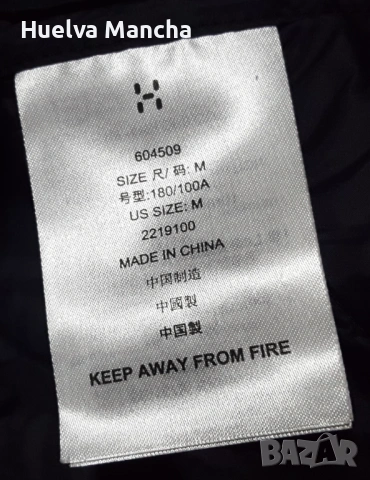 Huelva Mancha
604509
SIZE 尺/ 码: M
号型:180/100A
US SIZE: M
2219100
MADE IN CHINA
中国制造
中國製
中国製
KEEP AWAY FROM FIRE
BAZAR